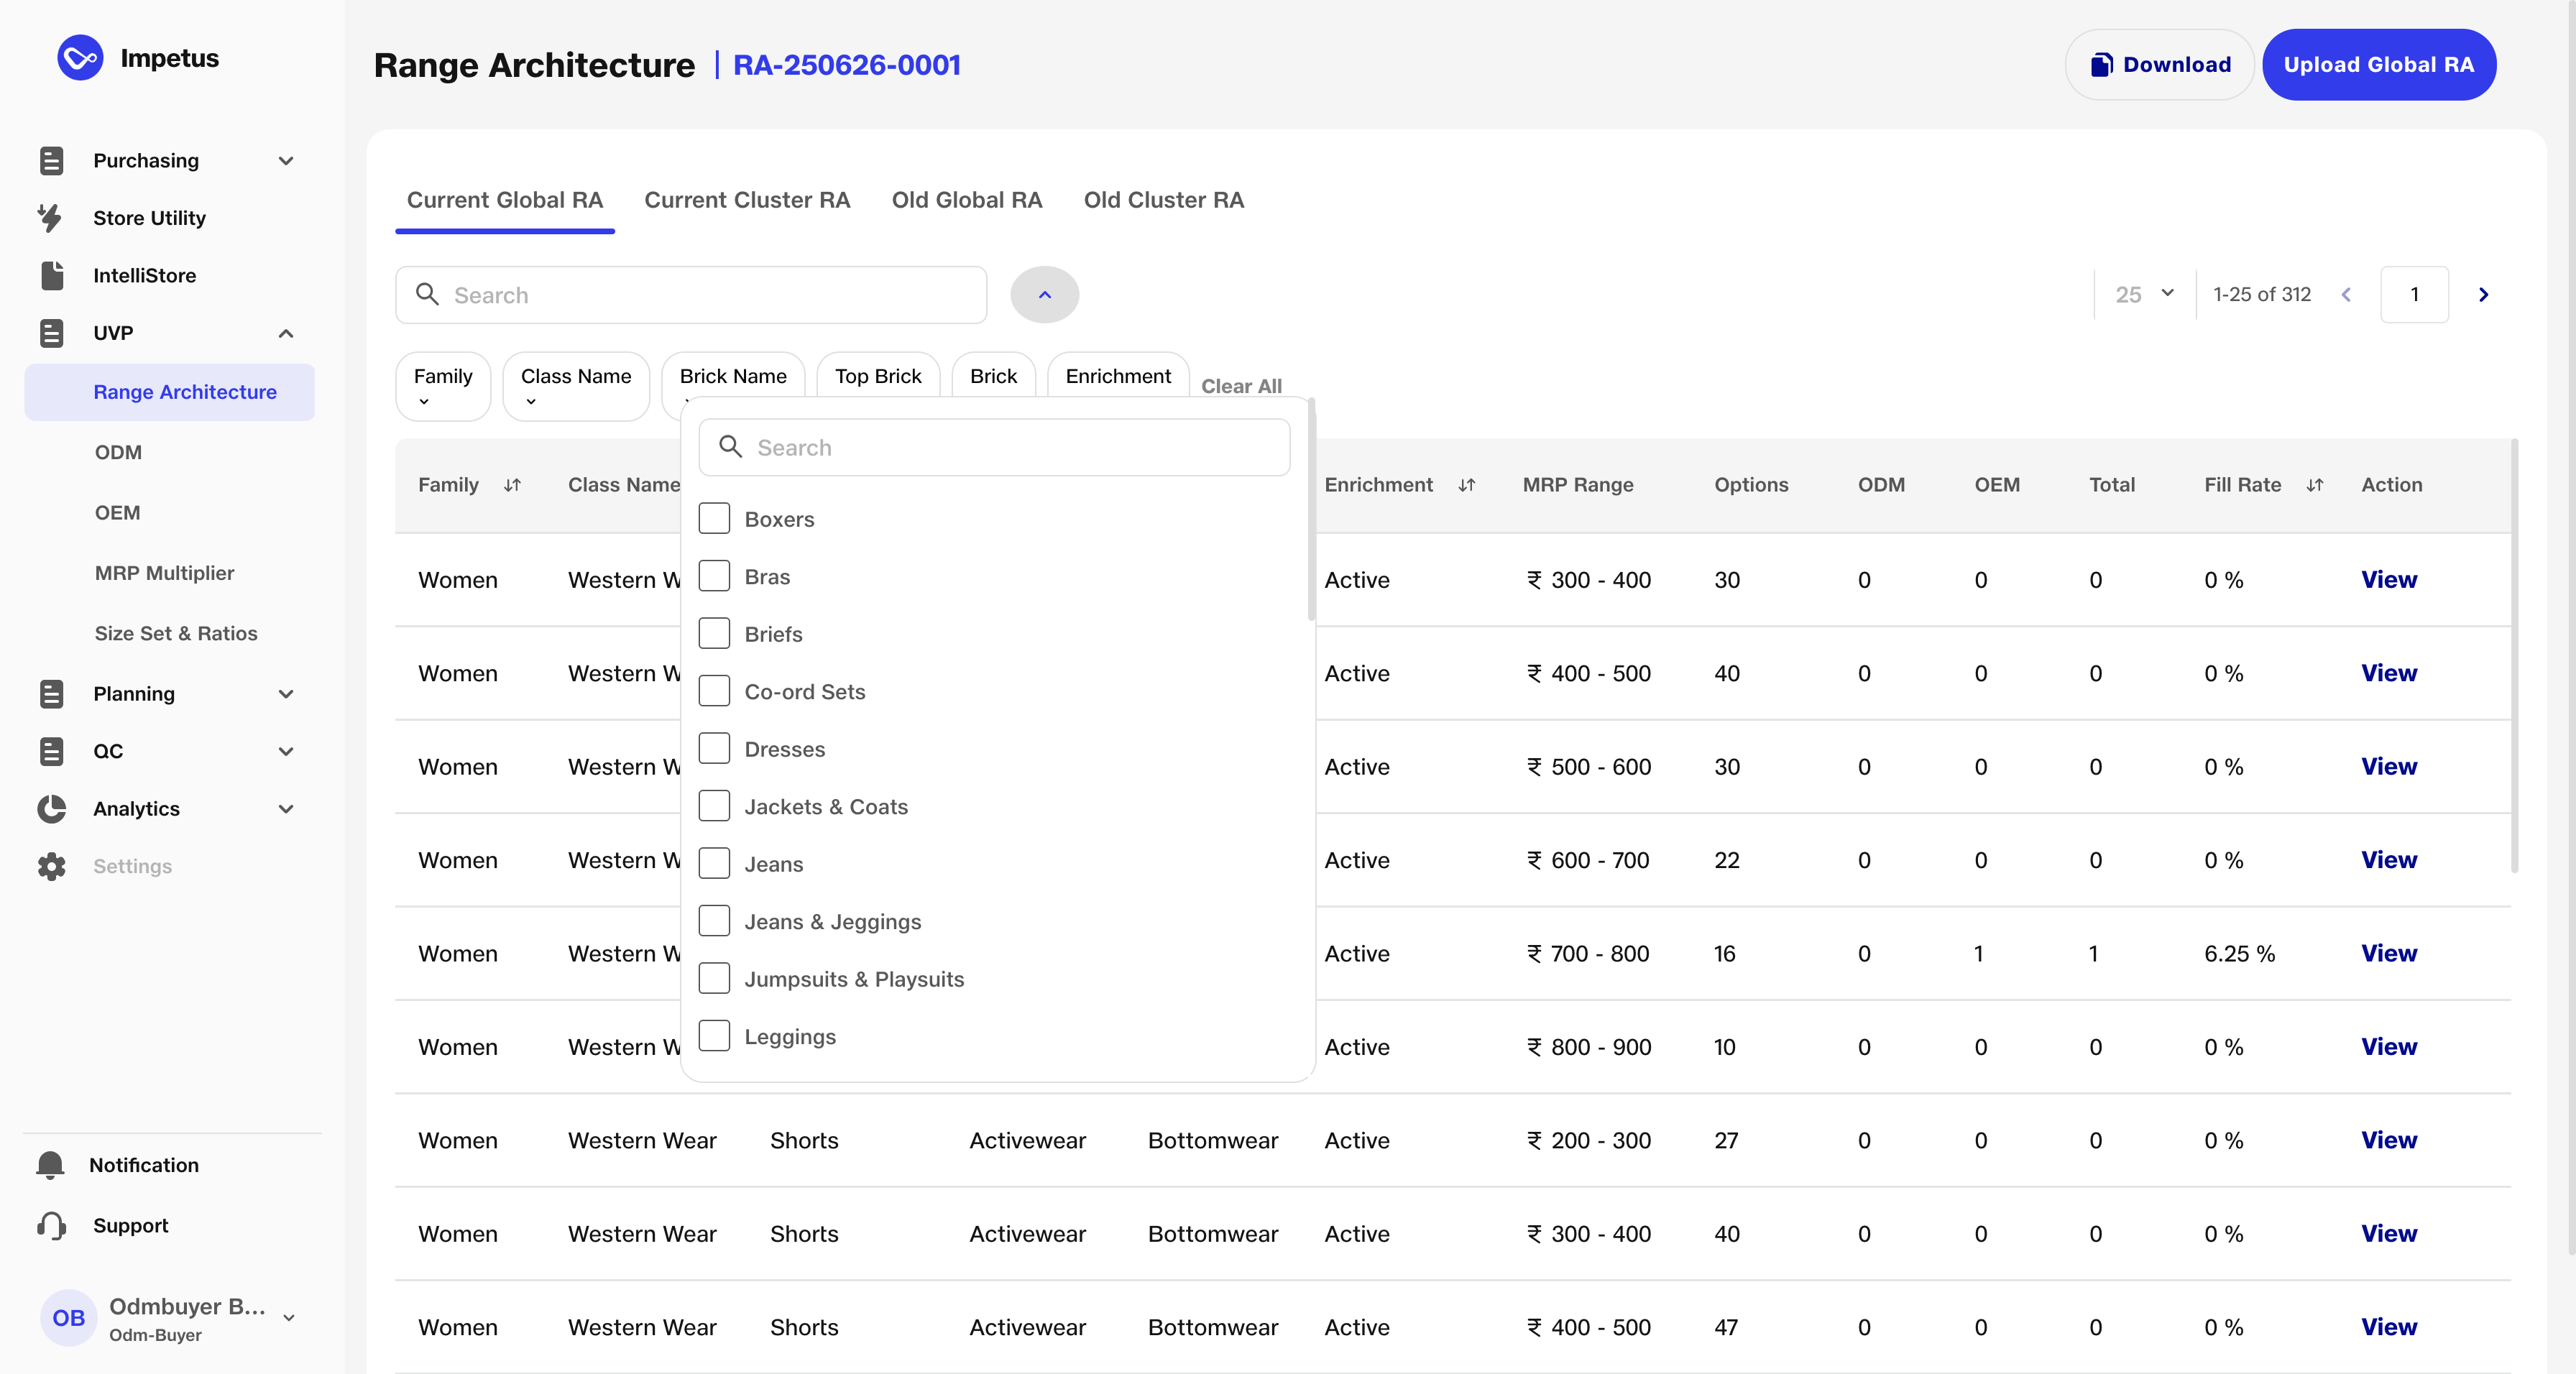 Impetus
Purchasing
Store Utility
IntelliStore
UVP
Range Architecture
ODM
OEM
MRP Multiplier
Size Set & Ratios
Planning
QC
Analytics
Settings
Notification
Support
OB
Odmbuyer B...
Odm-Buyer
Range Architecture | RA-250626-0001
Download
Upload Global RA
Current Global RA Current Cluster RA Old Global RA Old Cluster RA
Search
25 1-25 of 312 1
Family Class Name Brick Name Top Brick Brick Enrichment Clear All
Search
Boxers
Bras
Briefs
Co-ord Sets
Dresses
Jackets & Coats
Jeans
Jeans & Jeggings
Jumpsuits & Playsuits
Leggings
Family Class Name Enrichment MRP Range Options ODM OEM Total Fill Rate Action
Women Western W Active ₹ 300 - 400 30 0 0 0 0 % View
Women Western W Active ₹ 400 - 500 40 0 0 0 0 % View
Women Western W Active ₹ 500 - 600 30 0 0 0 0 % View
Women Western W Active ₹ 600 - 700 22 0 0 0 0 % View
Women Western W Active ₹ 700 - 800 16 0 1 1 6.25 % View
Women Western W Active ₹ 800 - 900 10 0 0 0 0 % View
Women Western Wear Shorts Activewear Bottomwear Active ₹ 200 - 300 27 0 0 0 0 % View
Women Western Wear Shorts Activewear Bottomwear Active ₹ 300 - 400 40 0 0 0 0 % View
Women Western Wear Shorts Activewear Bottomwear Active ₹ 400 - 500 47 0 0 0 0 % View